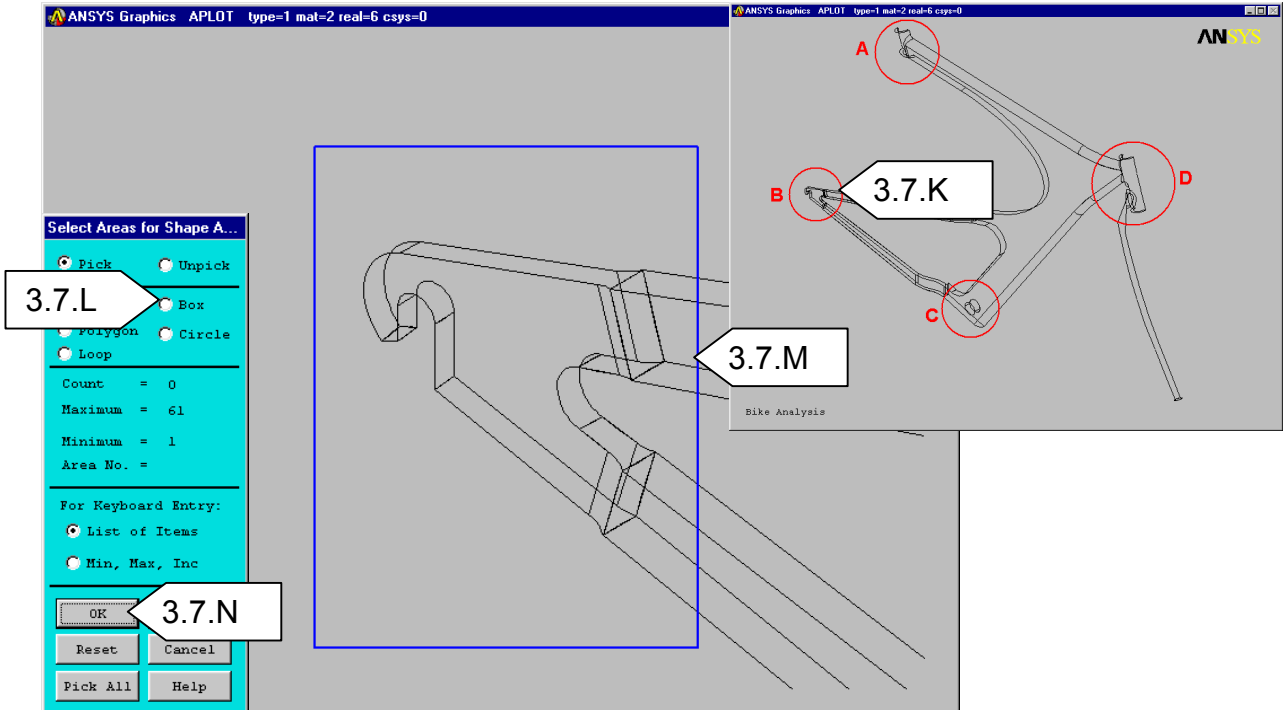 ANSYS Graphics APLOT type=1 mat=2 real=6 csys=0
ANSYS Graphics APLOT type=1 mat=2 real=6 csys=0
ANSYS
A
B
3.7.K
D
C
Bike Analysis
Select Areas for Shape A...
Pick Unpick
3.7.L
Box
Polygon Circle
Loop
Count = 0
Maximum = 61
Minimum = 1
Area No. =
For Keyboard Entry:
List of Items
Min, Max, Inc
OK
3.7.N
Reset Cancel
Pick All Help
3.7.M